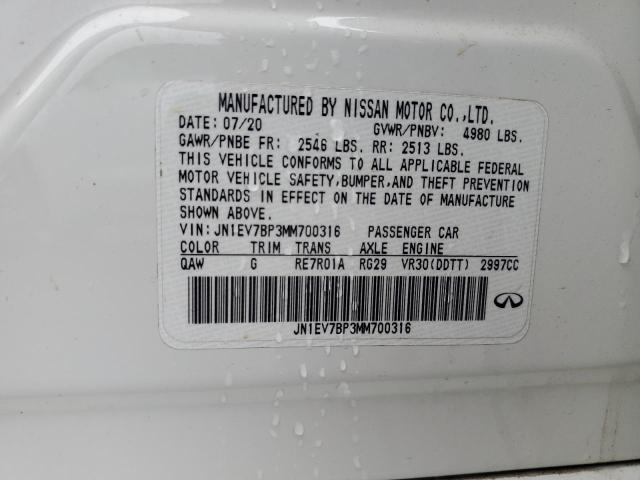 MANUFACTURED BY NISSAN MOTOR CO.,LTD.
DATE: 07/20 GVWR/PNBV: 4980 LBS.
GAWR/PNBE FR: 2546 LBS. RR: 2513 LBS.
THIS VEHICLE CONFORMS TO ALL APPLICABLE FEDERAL
MOTOR VEHICLE SAFETY,BUMPER,AND THEFT PREVENTION
STANDARDS IN EFFECT ON THE DATE OF MANUFACTURE
SHOWN ABOVE.
VIN: JN1EV7BP3MM700316 PASSENGER CAR
COLOR TRIM TRANS AXLE ENGINE
QAW G RE7R01A RG29 VR30(DDTT) 2997CC
JN1EV7BP3MM700316